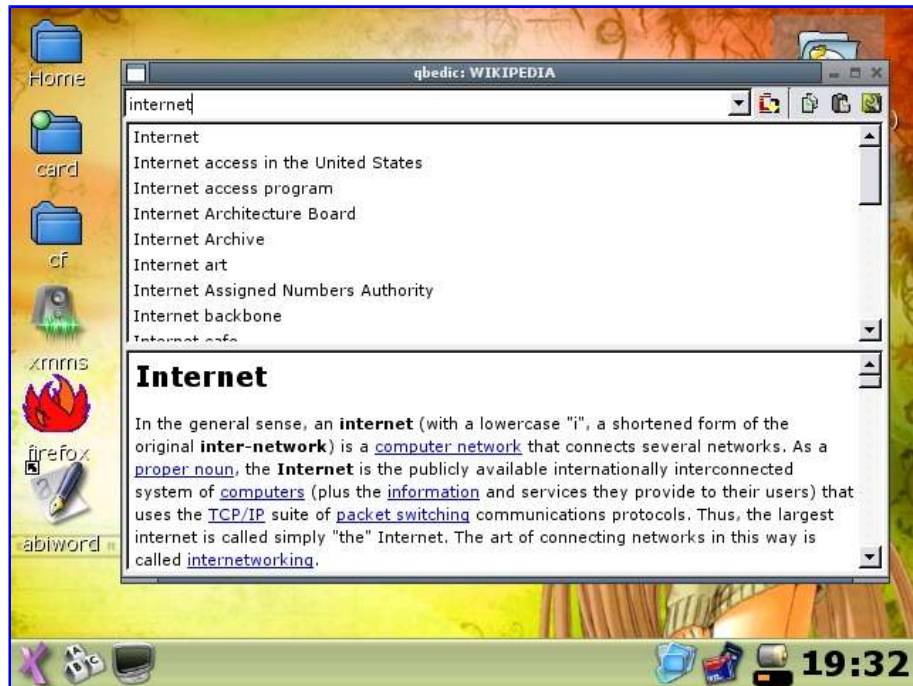 Home
card
cf
xmms
firefox
abiword
qbedic: WIKIPEDIA
internet
Internet
Internet access in the United States
Internet access program
Internet Architecture Board
Internet Archive
Internet art
Internet Assigned Numbers Authority
Internet backbone
Internet cafe
Internet
In the general sense, an internet (with a lowercase "i", a shortened form of the
original inter-network) is a computer network that connects several networks. As a
proper noun, the Internet is the publicly available internationally interconnected
system of computers (plus the information and services they provide to their users) that
uses the TCP/IP suite of packet switching communications protocols. Thus, the largest
internet is called simply "the" Internet. The art of connecting networks in this way is
called internetworking.
19:32